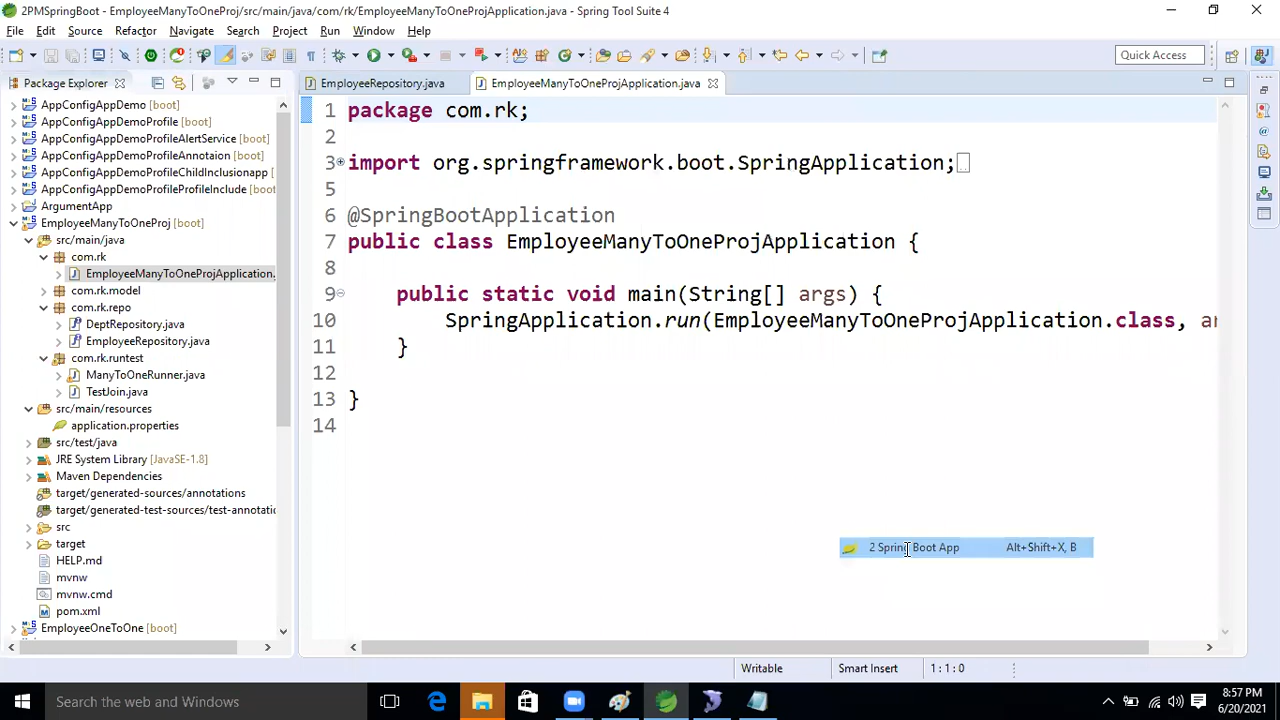 2PMSpringBoot - EmployeeManyToOneProj/src/main/java/com/rk/EmployeeManyToOneProjApplication.java - Spring Tool Suite 4
File Edit Source Refactor Navigate Search Project Run Window Help
Quick Access
Package Explorer
EmployeeRepository.java
EmployeeManyToOneProjApplication.java
AppConfigAppDemo [boot]
AppConfigAppDemoProfile [boot]
AppConfigAppDemoProfileAlertService [boot]
AppConfigAppDemoProfileAnnotaion [boot]
AppConfigAppDemoProfileChildInclusionapp [
AppConfigAppDemoProfileProfileInclude [boot
ArgumentApp
EmployeeManyToOneProj [boot]
src/main/java
com.rk
EmployeeManyToOneProjApplication.
com.rk.model
com.rk.repo
DeptRepository.java
EmployeeRepository.java
com.rk.runtest
ManyToOneRunner.java
TestJoin.java
src/main/resources
application.properties
src/test/java
JRE System Library [JavaSE-1.8]
Maven Dependencies
target/generated-sources/annotations
target/generated-test-sources/test-annotatio
src
target
HELP.md
mvnw
mvnw.cmd
pom.xml
EmployeeOneToOne [boot]
1 package com.rk;
2
3 import org.springframework.boot.SpringApplication;
5
6 @SpringBootApplication
7 public class EmployeeManyToOneProjApplication {
8
9 public static void main(String[] args) {
10 SpringApplication.run(EmployeeManyToOneProjApplication.class, ar
11 }
12
13 }
14
2 Spring Boot App Alt+Shift+X, B
Writable Smart Insert 1 : 1 : 0
Search the web and Windows
8:57 PM
6/20/2021